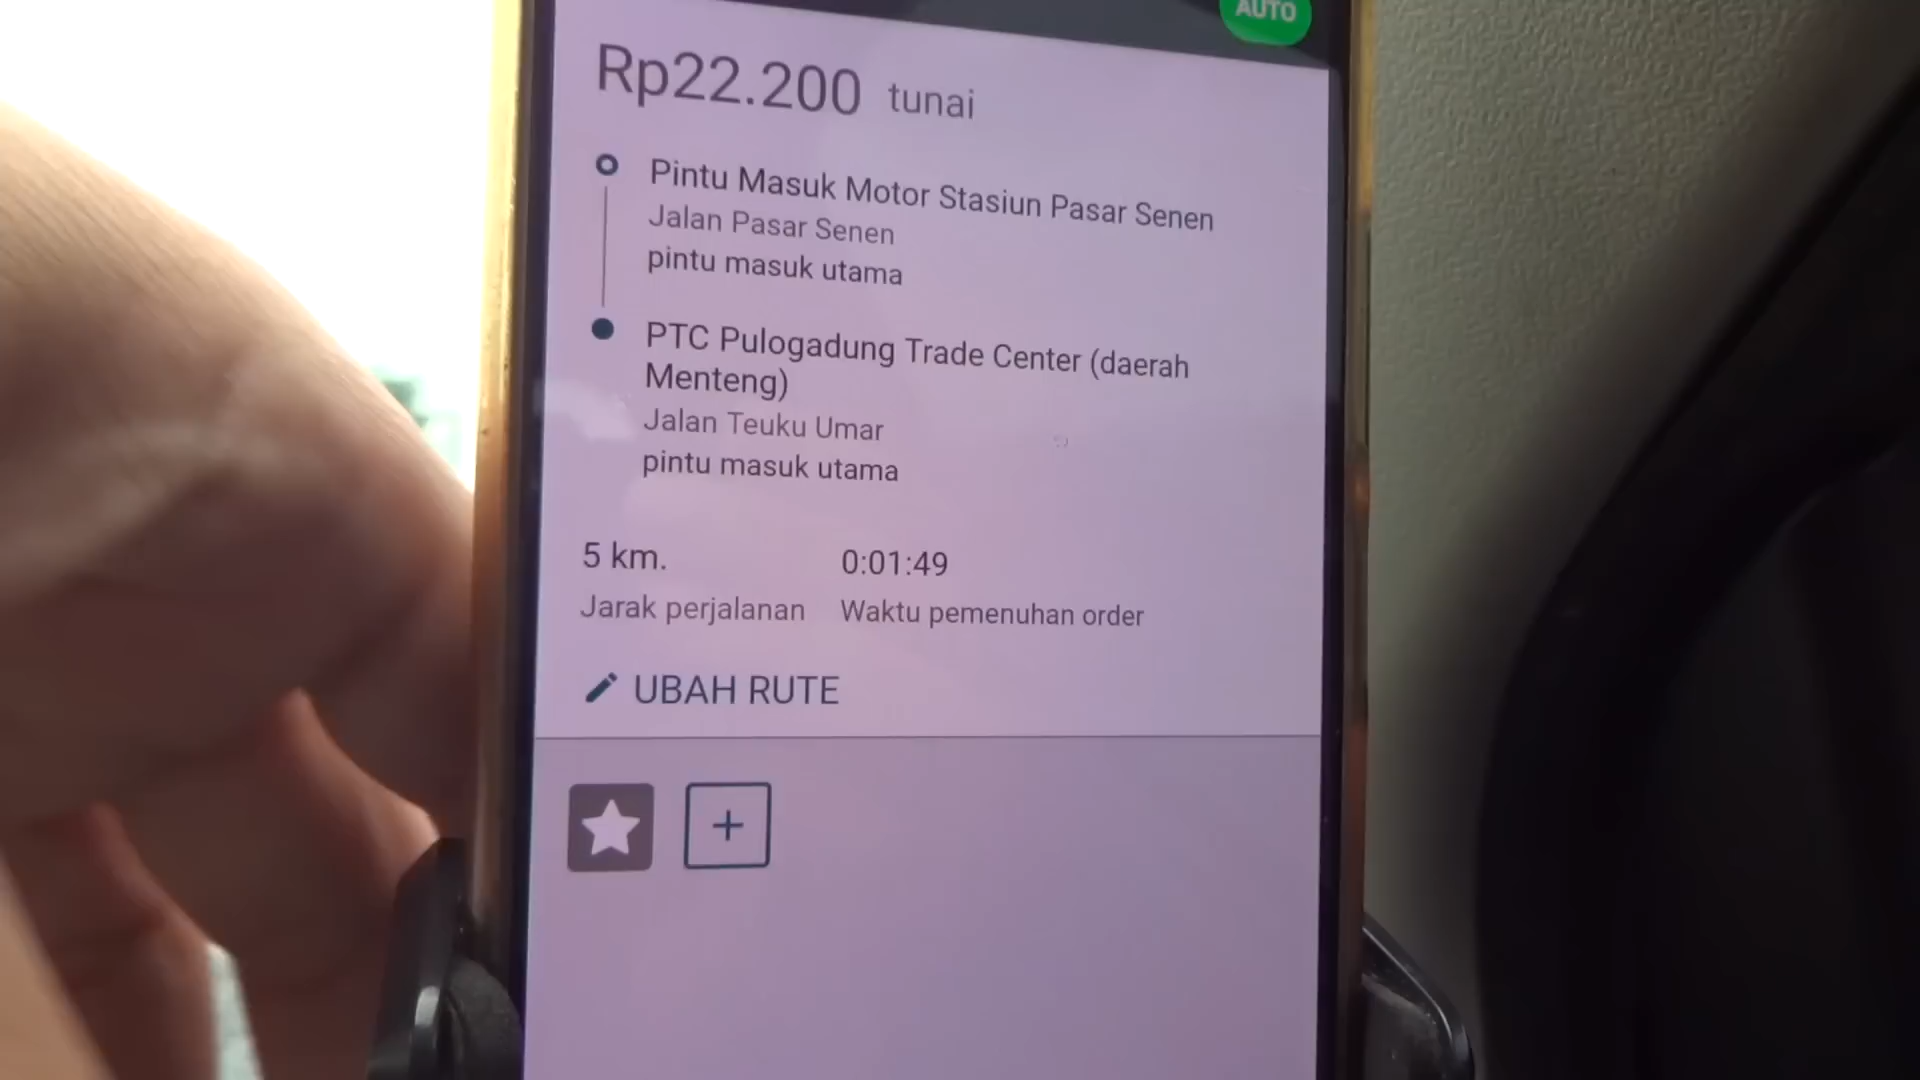 AUTO
Rp22.200 tunai
Pintu Masuk Motor Stasiun Pasar Senen
Jalan Pasar Senen
pintu masuk utama
PTC Pulogadung Trade Center (daerah
Menteng)
Jalan Teuku Umar
pintu masuk utama
5 km. 0:01:49
Jarak perjalanan Waktu pemenuhan order
UBAH RUTE